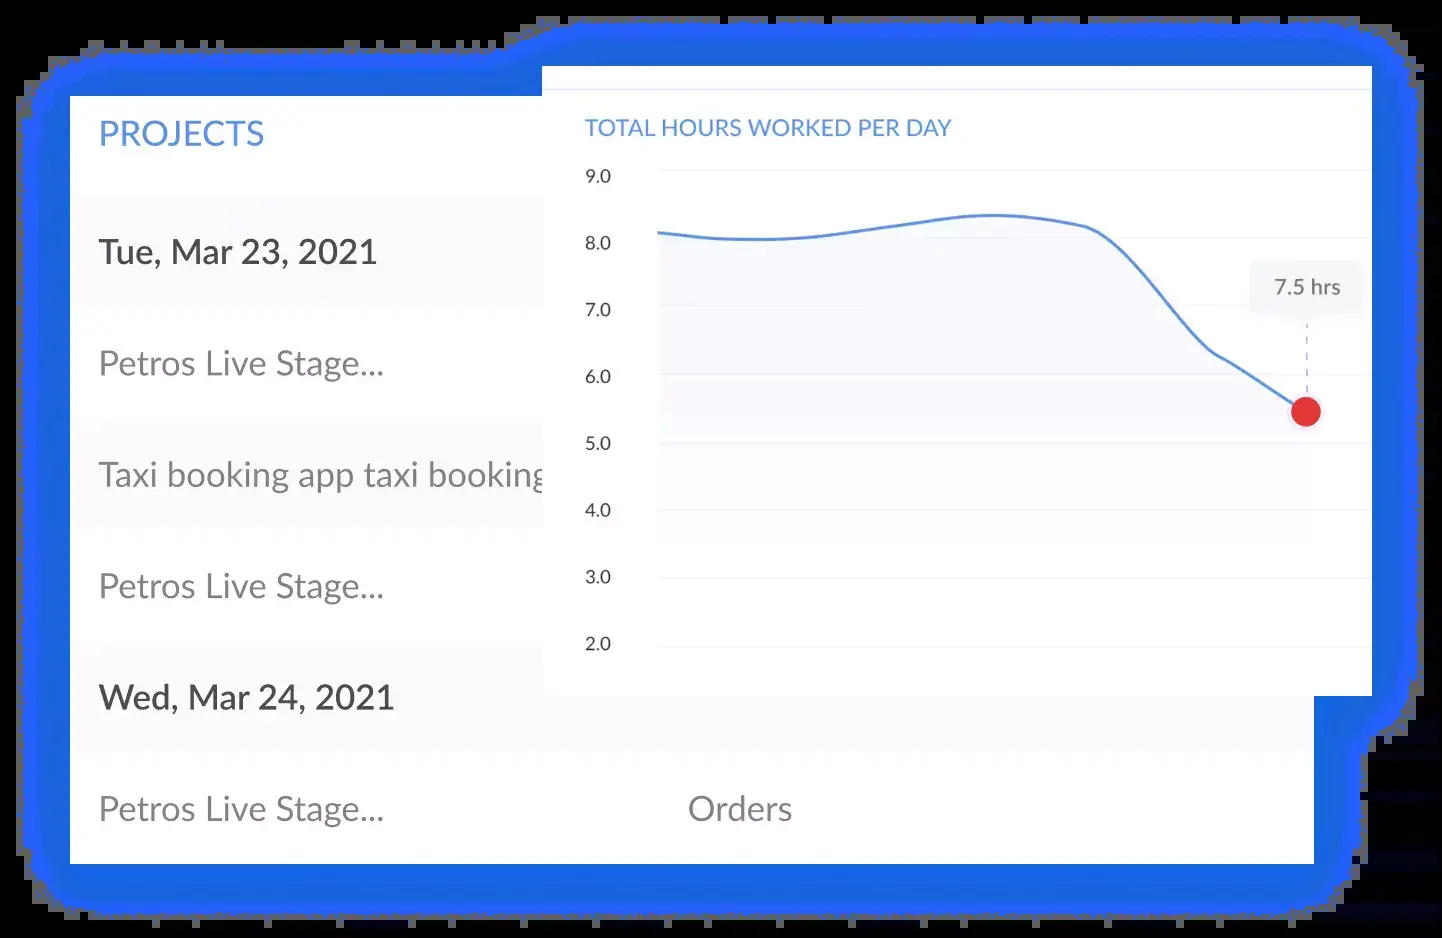 PROJECTS
Tue, Mar 23, 2021
Petros Live Stage...
Taxi booking app taxi booking
Petros Live Stage...
Wed, Mar 24, 2021
Petros Live Stage...
Orders
TOTAL HOURS WORKED PER DAY
9.0
8.0
7.0
6.0
5.0
4.0
3.0
2.0
7.5 hrs